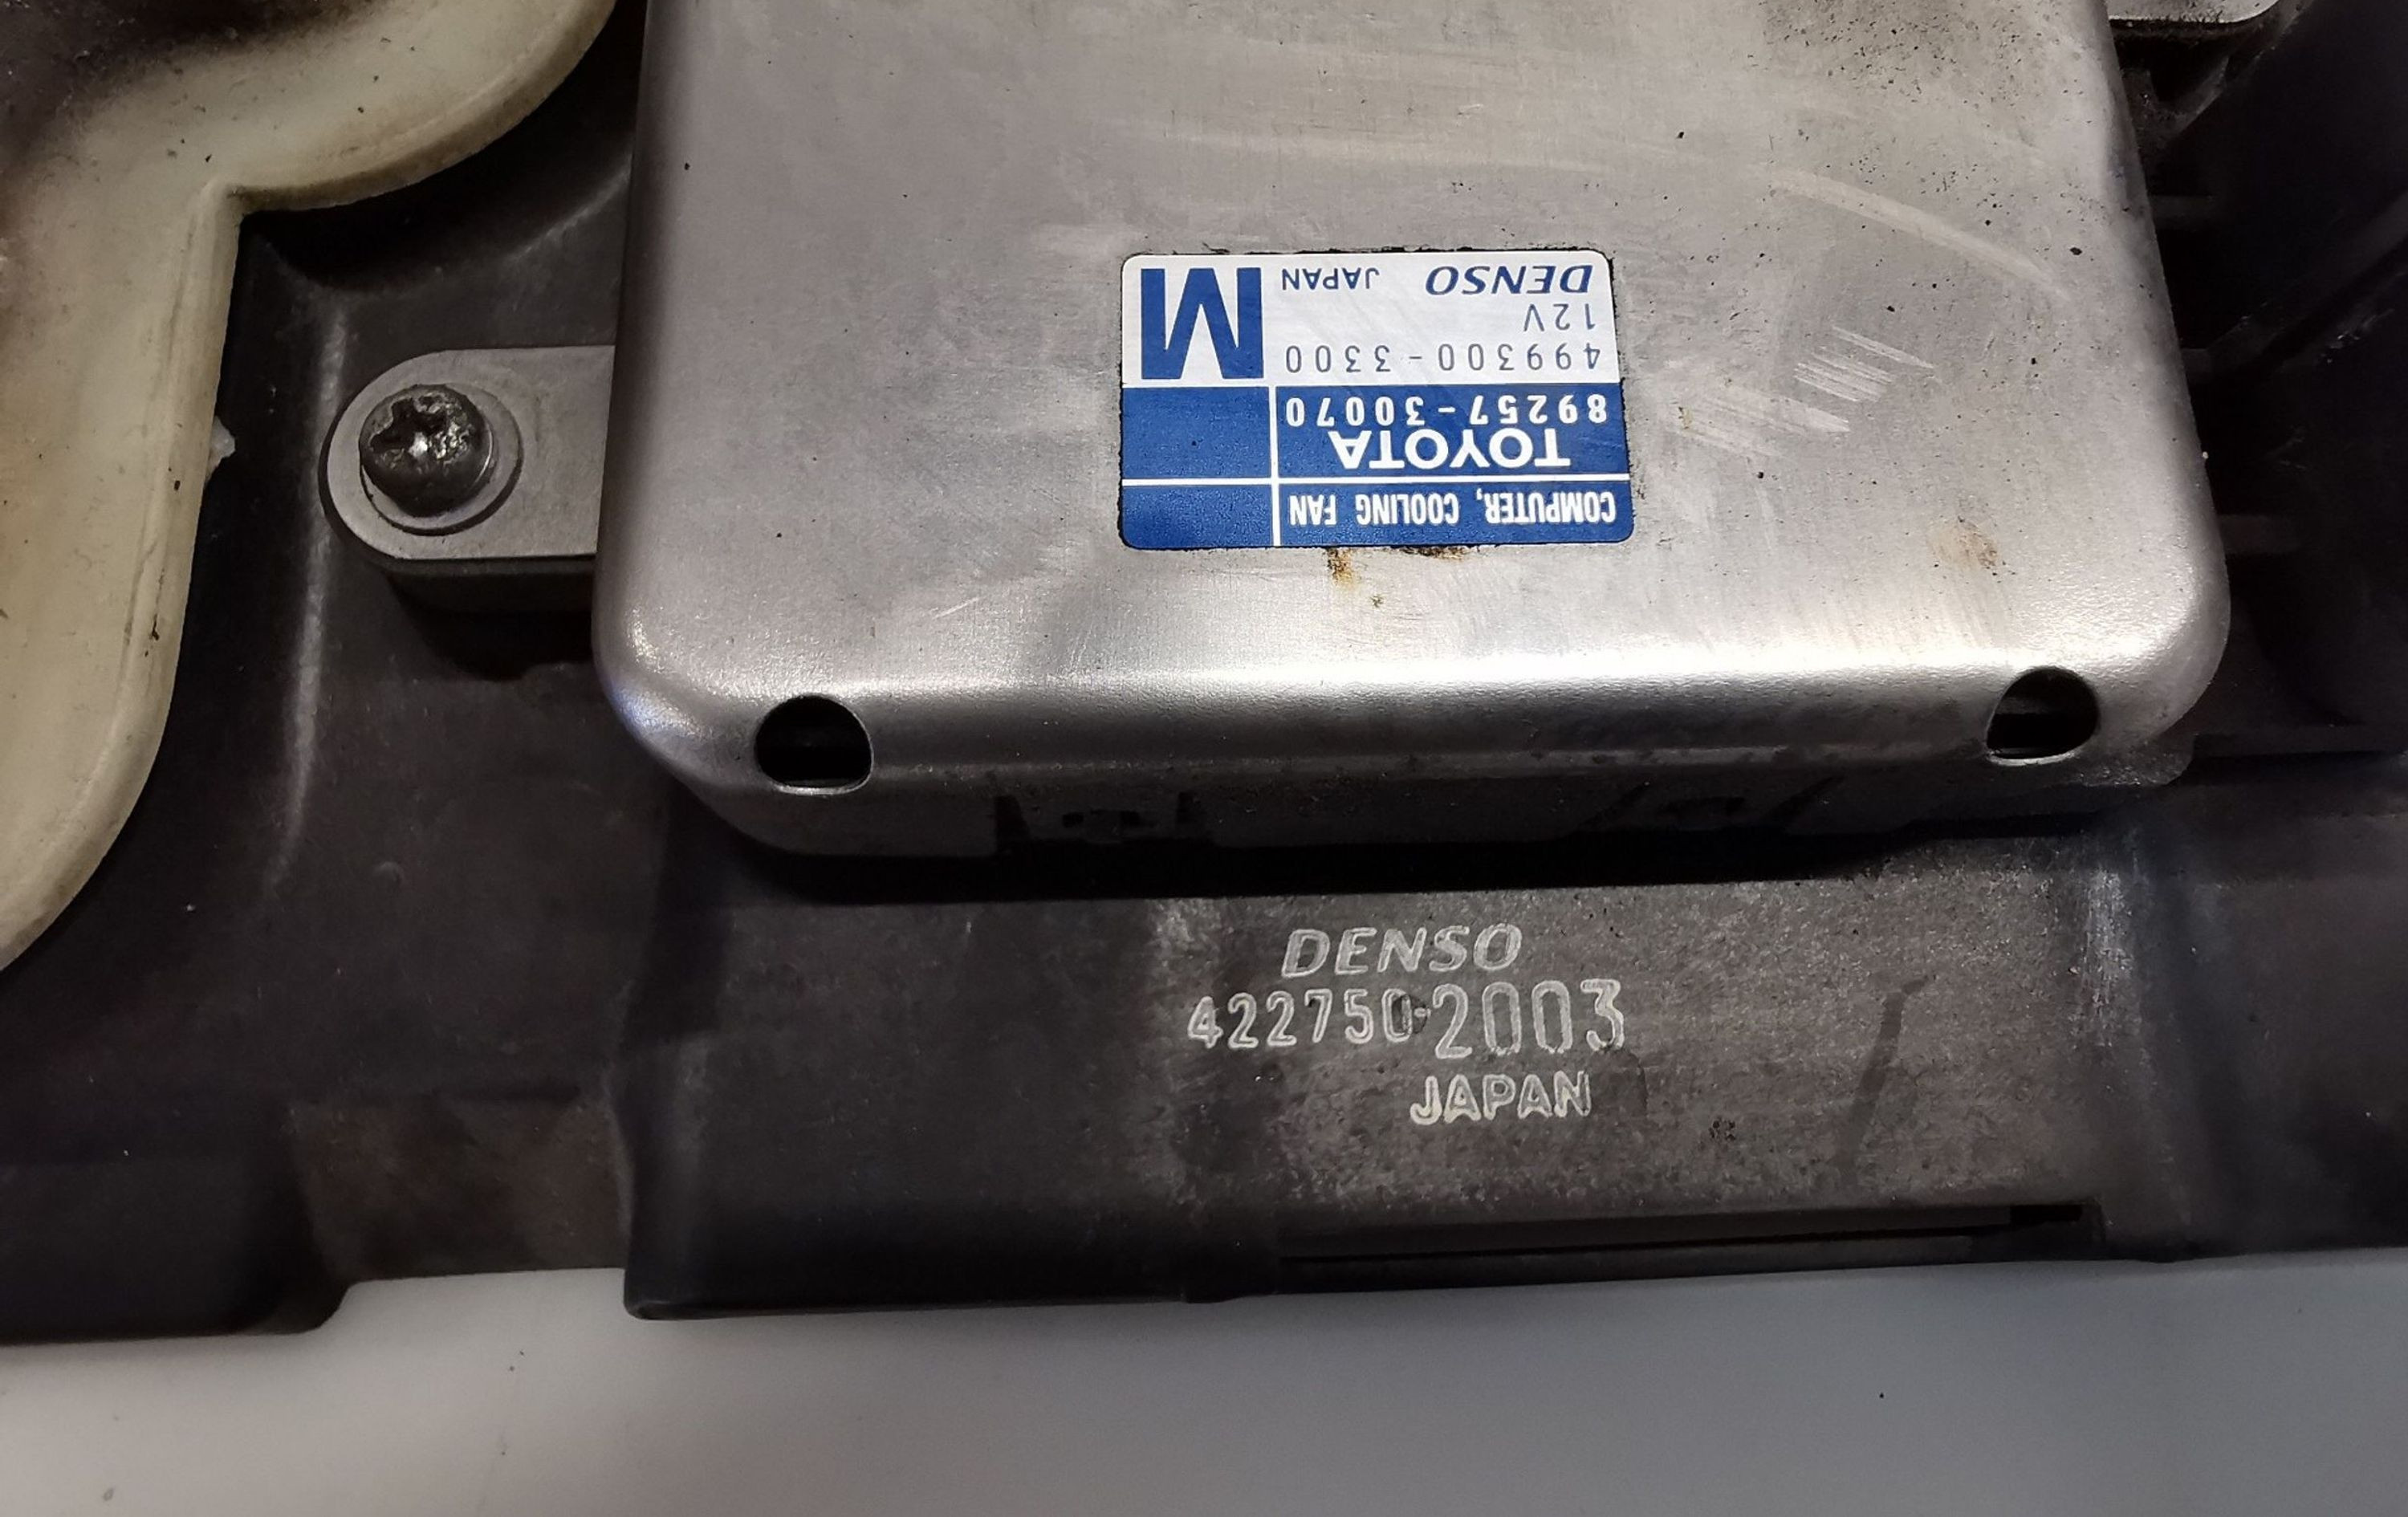 COMPUTER, COOLING FAN
TOYOTA
89257-30070
499300-3300
12V
DENSO JAPAN
M
DENSO
422750-2003
JAPAN